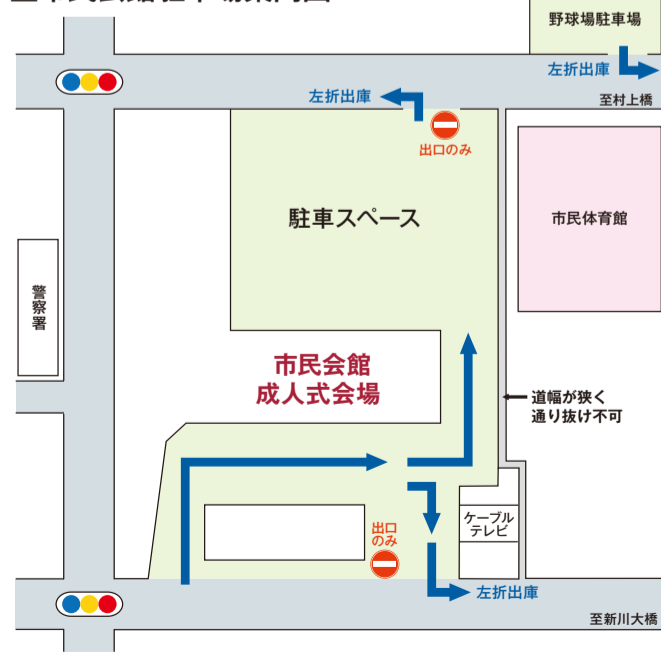 野球場駐車場
左折出庫
至村上橋
左折出庫
出口のみ
駐車スペース
市民体育館
警察署
市民会館
成人式会場
道幅が狭く
通り抜け不可
ケーブル
テレビ
出口
のみ
左折出庫
至新川大橋